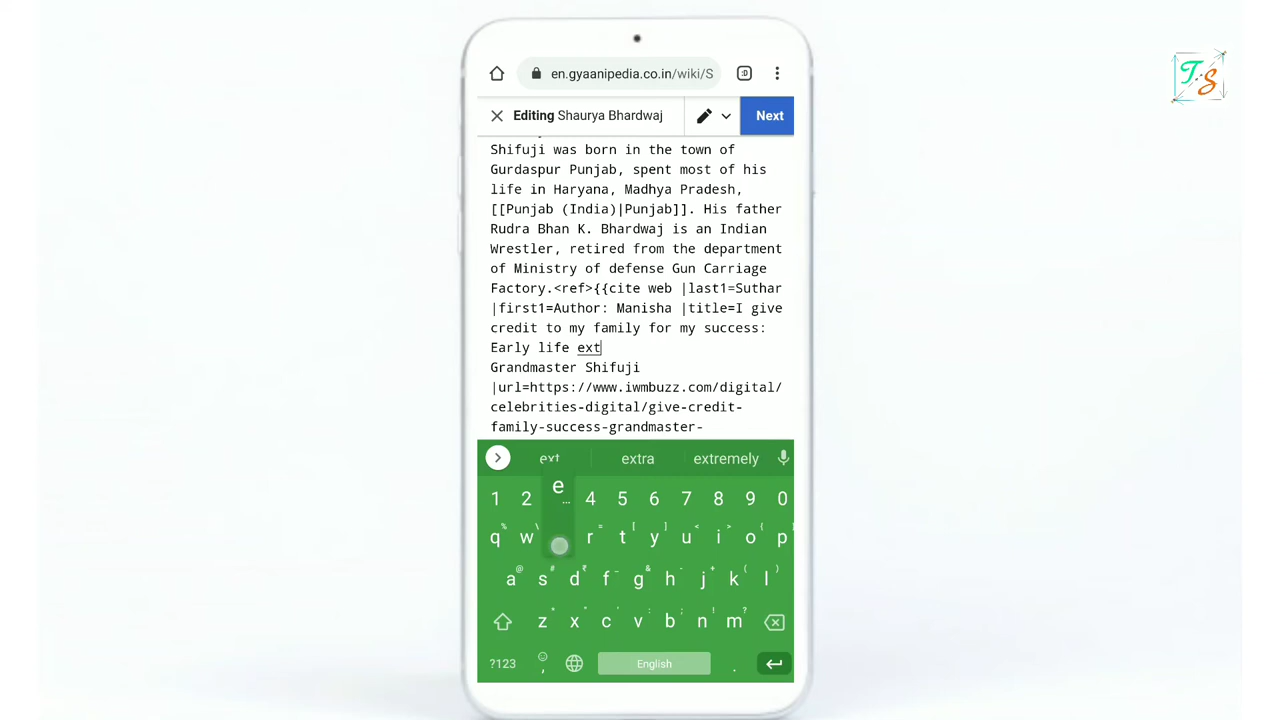 en.gyaanipedia.co.in/wiki/S
:D
Editing Shaurya Bhardwaj
Next
Shifuji was born in the town of
Gurdaspur Punjab, spent most of his
life in Haryana, Madhya Pradesh,
[[Punjab (India)|Punjab]]. His father
Rudra Bhan K. Bhardwaj is an Indian
Wrestler, retired from the department
of Ministry of defense Gun Carriage
Factory.<ref>{{cite web |last1=Suthar
|first1=Author: Manisha |title=I give
credit to my family for my success:
Early life ext
Grandmaster Shifuji
|url=https://www.iwmbuzz.com/digital/
celebrities-digital/give-credit-
family-success-grandmaster-
ext extra extremely
e
1 2 4 5 6 7 8 9 0
q w r t y u i o p
a s d f g h j k l
z x c v b n m
?123 , English .
T S